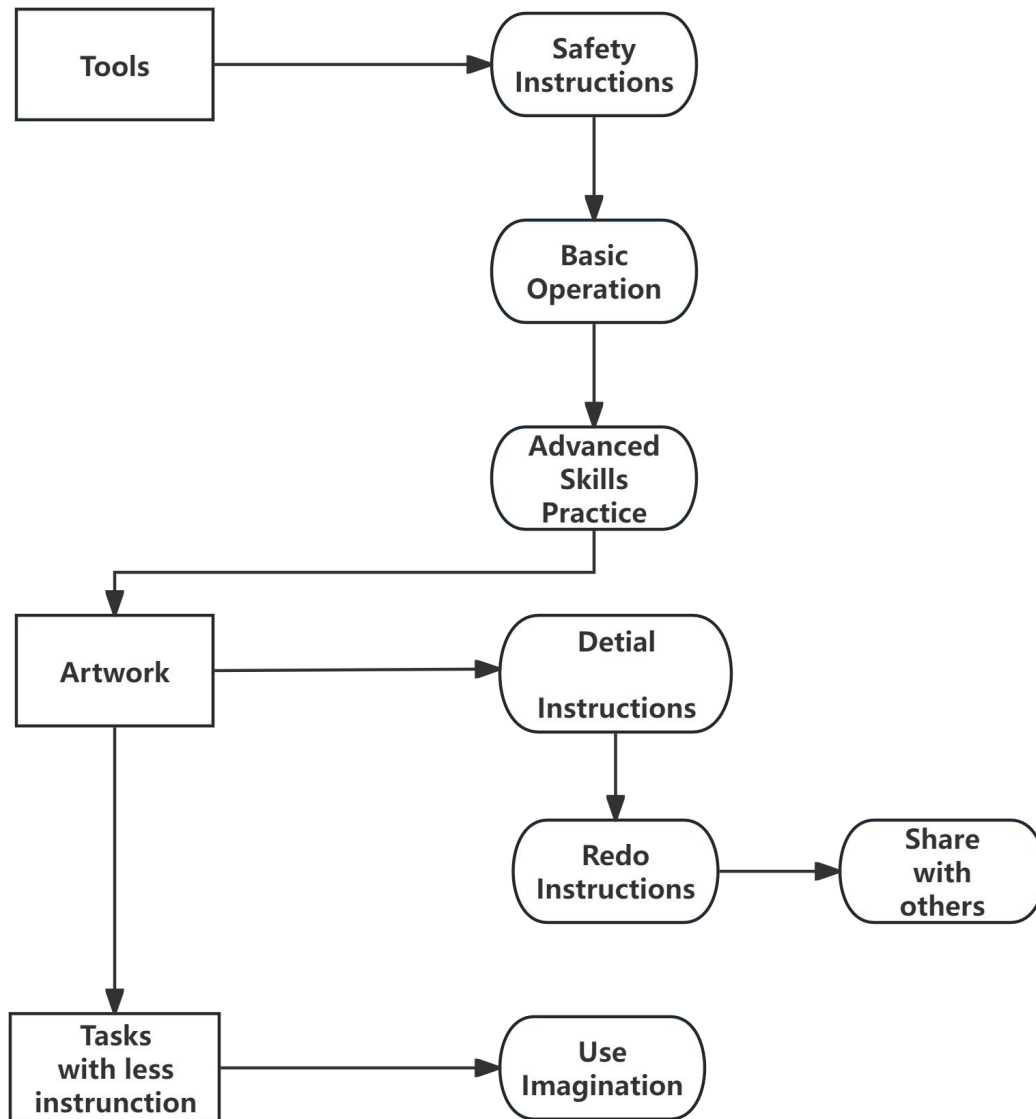 Tools
Safety
Instructions
Basic
Operation
Advanced
Skills
Practice
Artwork
Detial
Instructions
Redo
Instructions
Share
with
others
Tasks
with less
instrunction
Use
Imagination